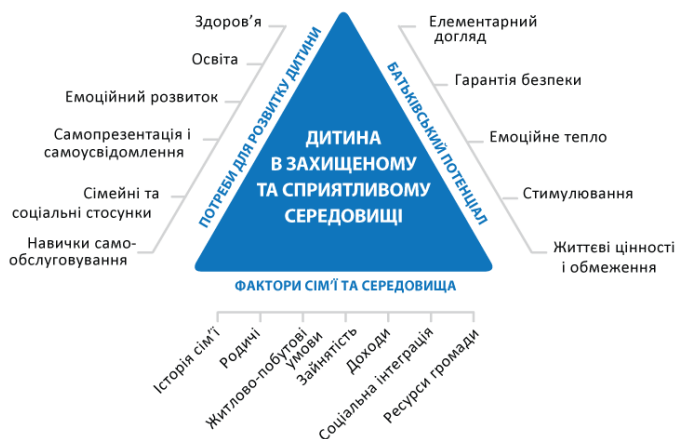 Здоров’я
Освіта
Емоційний розвиток
Самопрезентація і
самоусвідомлення
Сімейні та
соціальні стосунки
Навички само-
обслуговування
ПОТРЕБИ ДЛЯ РОЗВИТКУ ДИТИНИ
ДИТИНА
В ЗАХИЩЕНОМУ
ТА СПРИЯТЛИВОМУ
СЕРЕДОВИЩІ
БАТЬКІВСЬКИЙ ПОТЕНЦІАЛ
Елементарний
догляд
Гарантія безпеки
Емоційне тепло
Стимулювання
Життєві цінності
і обмеження
ФАКТОРИ СІМ’Ї ТА СЕРЕДОВИЩА
Історія сім’ї
Родичі
Житлово-побутові
умови
Зайнятість
Доходи
Соціальна інтеграція
Ресурси громади